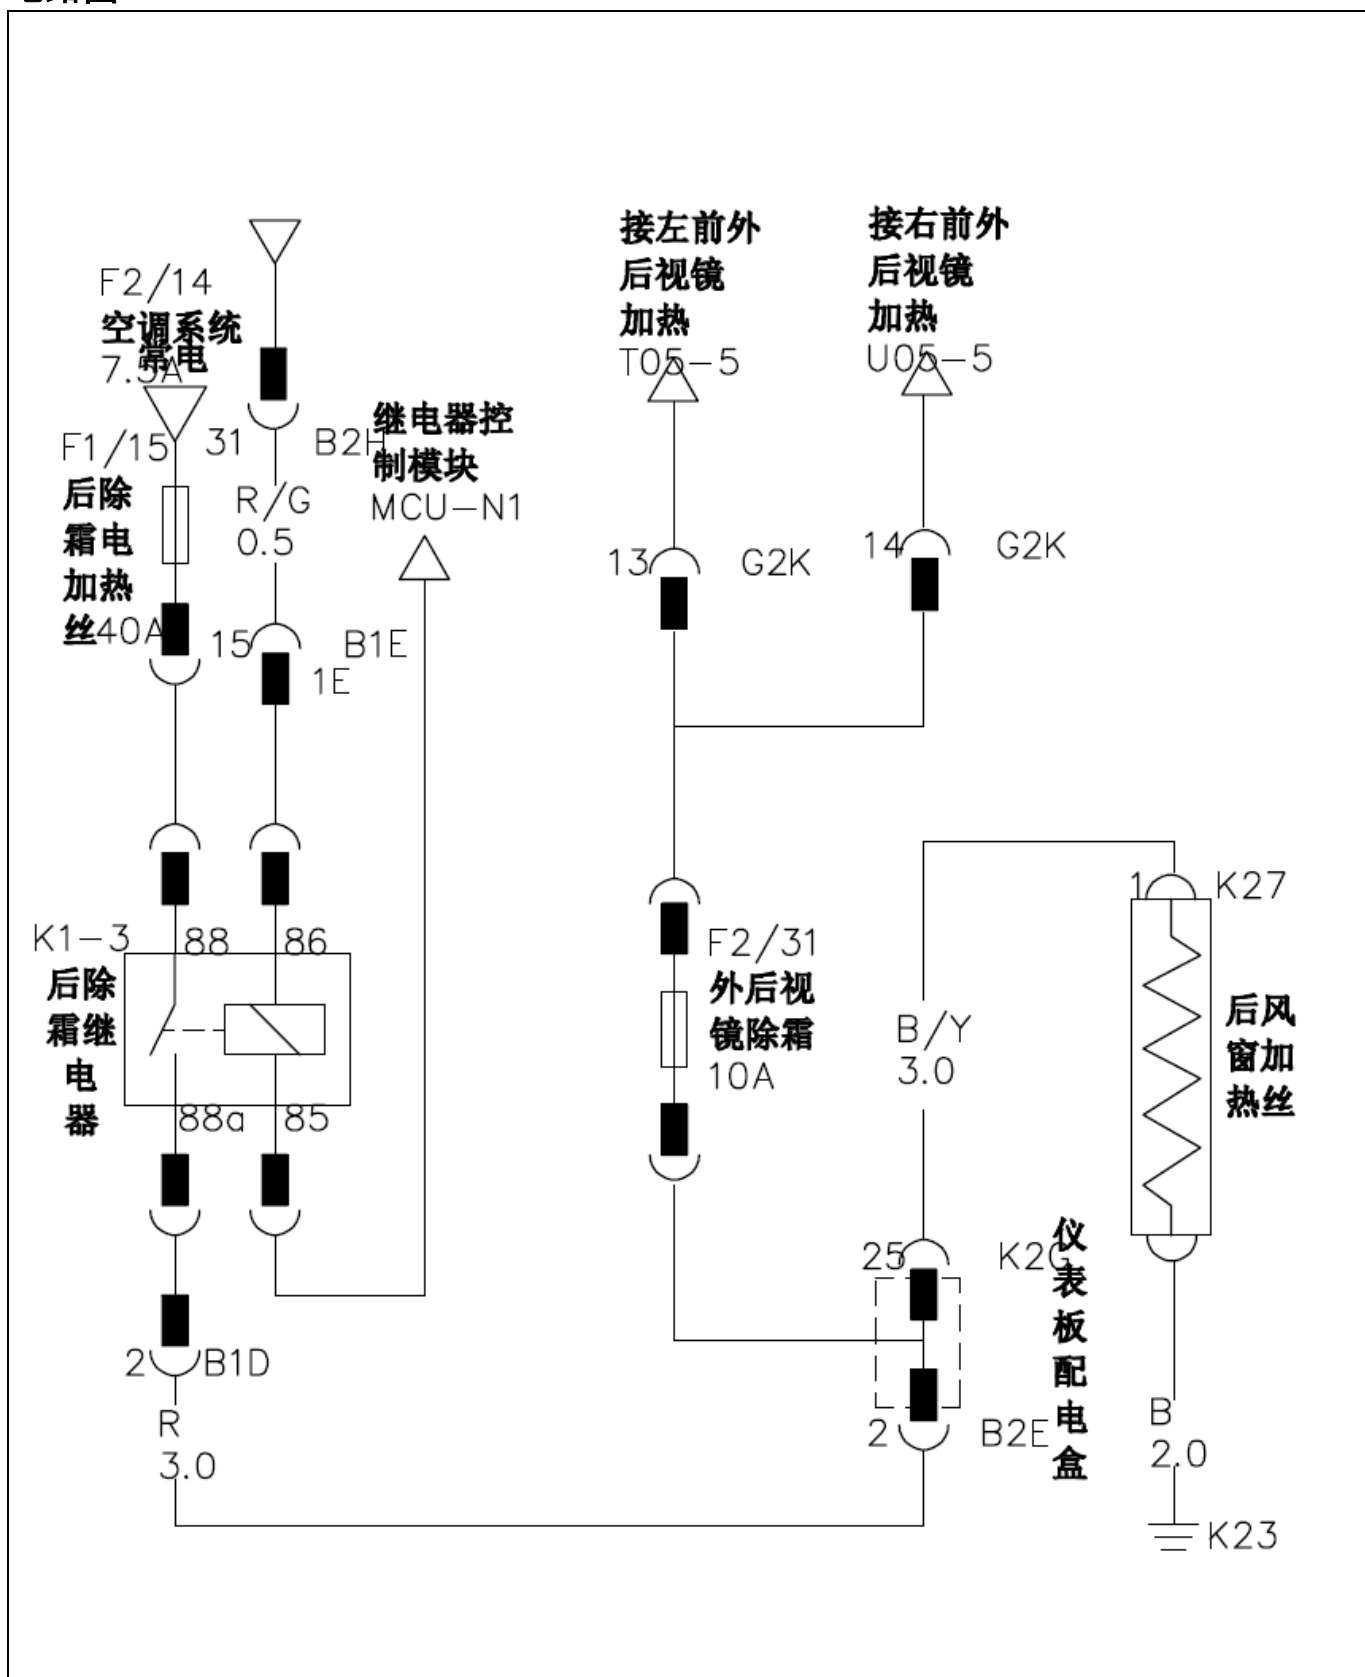 F2/14
空调系统
7.5A
常电
F1/15
后除
霜电
加热
丝40A
31
B2H
R/G
0.5
15
B1E
1E
继电器控
制模块
MCU-N1
接左前外
后视镜
加热
T05-5
接右前外
后视镜
加热
U05-5
13
G2K
14
G2K
K1-3
后除
霜继
电
器
88
86
88a
85
2
B1D
R
3.0
F2/31
外后视
镜除霜
10A
B/Y
3.0
1
K27
后风
窗加
热丝
25
K2G
仪
表
板
配
电
盒
2
B2E
B
2.0
K23